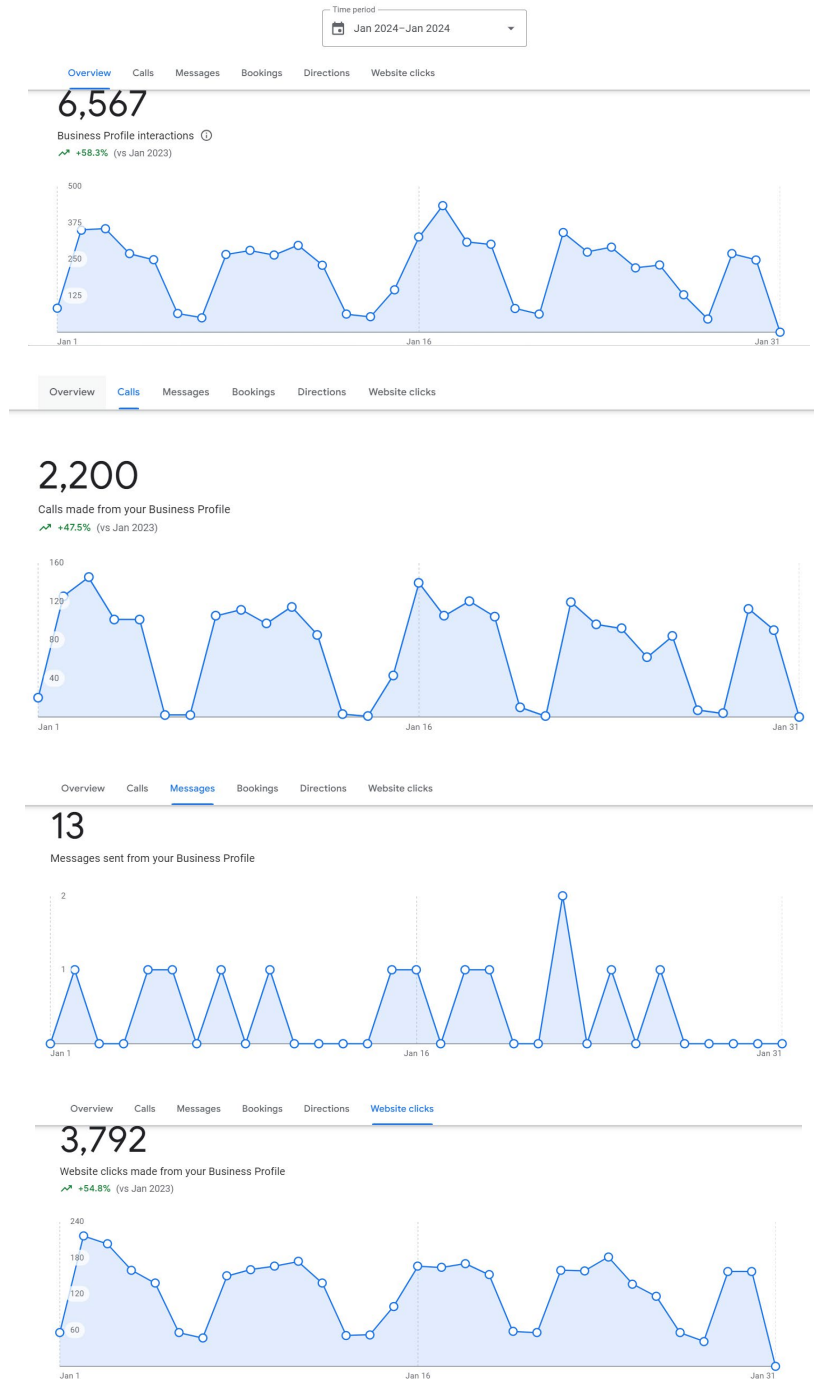 Time period
Jan 2024–Jan 2024
Overview Calls Messages Bookings Directions Website clicks
6,567
Business Profile interactions
+58.3% (vs Jan 2023)
500
375
250
125
Jan 1 Jan 16 Jan 31
Overview Calls Messages Bookings Directions Website clicks
2,200
Calls made from your Business Profile
+47.5% (vs Jan 2023)
160
120
80
40
Jan 1 Jan 16 Jan 31
Overview Calls Messages Bookings Directions Website clicks
13
Messages sent from your Business Profile
2
1
Jan 1 Jan 16 Jan 31
Overview Calls Messages Bookings Directions Website clicks
3,792
Website clicks made from your Business Profile
+54.8% (vs Jan 2023)
240
180
120
60
Jan 1 Jan 16 Jan 31